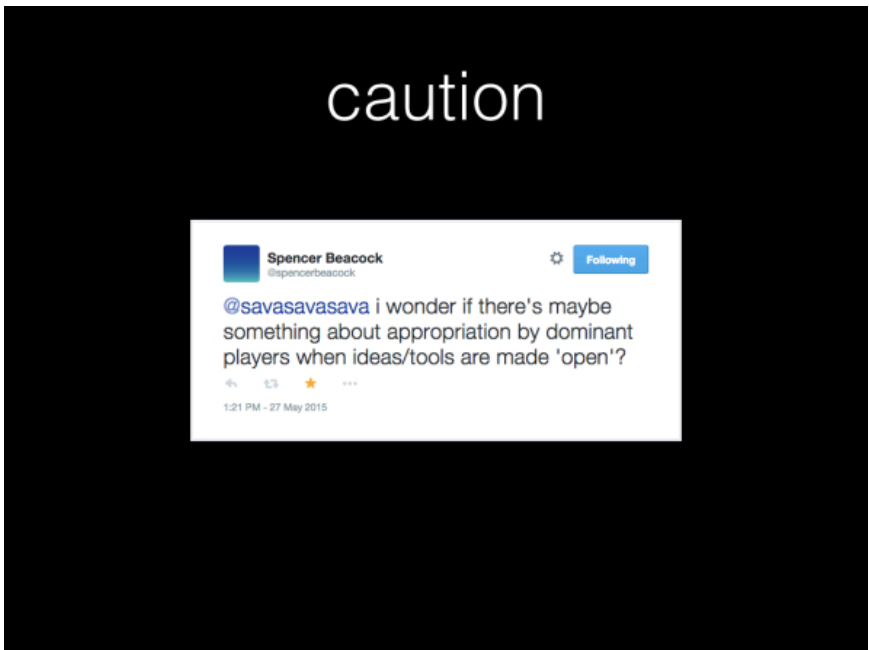 caution
Spencer Beacock
Following
@spencerbeacock
@savasavasava i wonder if there's maybe
something about appropriation by dominant
players when ideas/tools are made 'open'?
1:21 PM - 27 May 2015